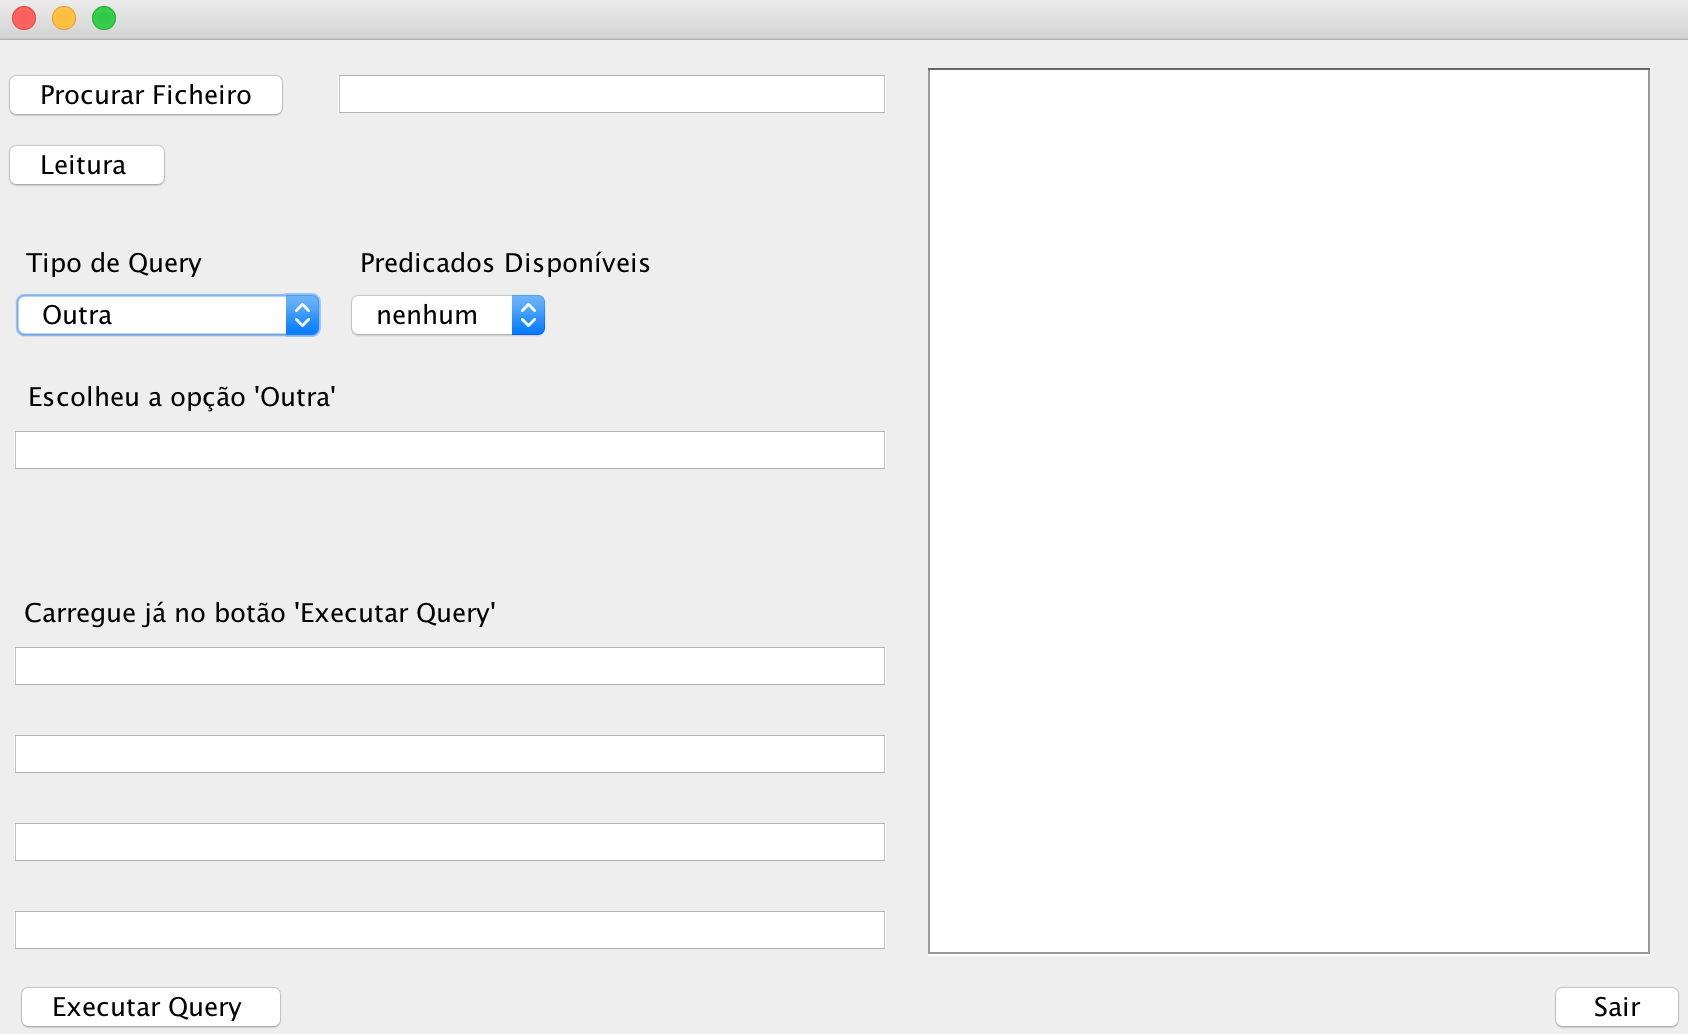 Procurar Ficheiro
Leitura
Tipo de Query
Predicados Disponíveis
Outra
nenhum
Escolheu a opção 'Outra'
Carregue já no botão 'Executar Query'
Executar Query
Sair